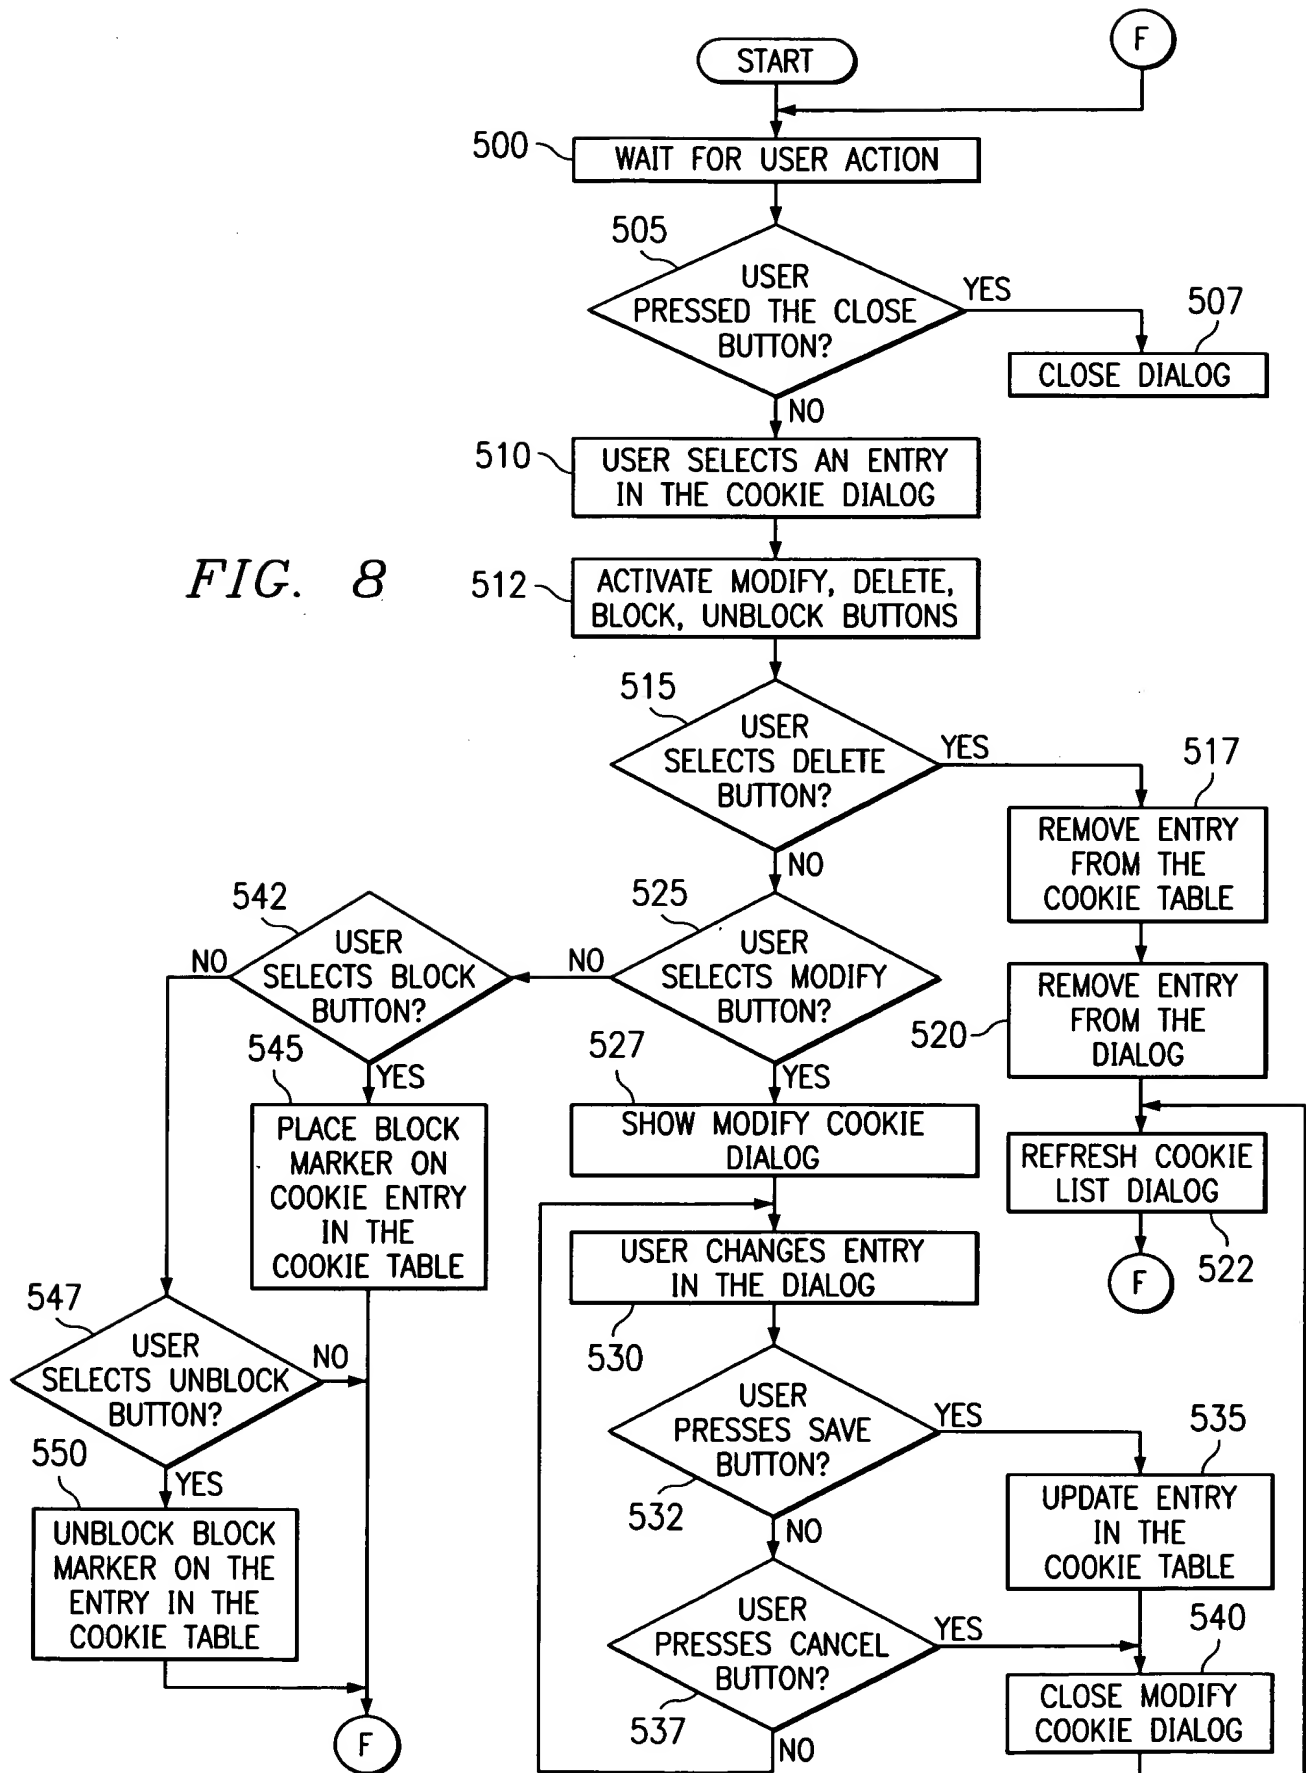 F
START
500
WAIT FOR USER ACTION
505
USER
PRESSED THE CLOSE
BUTTON?
YES
507
CLOSE DIALOG
NO
510
USER SELECTS AN ENTRY
IN THE COOKIE DIALOG
FIG. 8
512
ACTIVATE MODIFY, DELETE,
BLOCK, UNBLOCK BUTTONS
515
USER
SELECTS DELETE
BUTTON?
YES
517
REMOVE ENTRY
FROM THE
COOKIE TABLE
NO
520
REMOVE ENTRY
FROM THE
DIALOG
REFRESH COOKIE
LIST DIALOG
522
F
525
USER
SELECTS MODIFY
BUTTON?
NO
YES
542
USER
SELECTS BLOCK
BUTTON?
NO
YES
545
PLACE BLOCK
MARKER ON
COOKIE ENTRY
IN THE
COOKIE TABLE
527
SHOW MODIFY COOKIE
DIALOG
USER CHANGES ENTRY
IN THE DIALOG
530
547
USER
SELECTS UNBLOCK
BUTTON?
NO
YES
550
UNBLOCK BLOCK
MARKER ON THE
ENTRY IN THE
COOKIE TABLE
F
USER
PRESSES SAVE
BUTTON?
532
YES
NO
535
UPDATE ENTRY
IN THE
COOKIE TABLE
USER
PRESSES CANCEL
BUTTON?
537
YES
NO
540
CLOSE MODIFY
COOKIE DIALOG